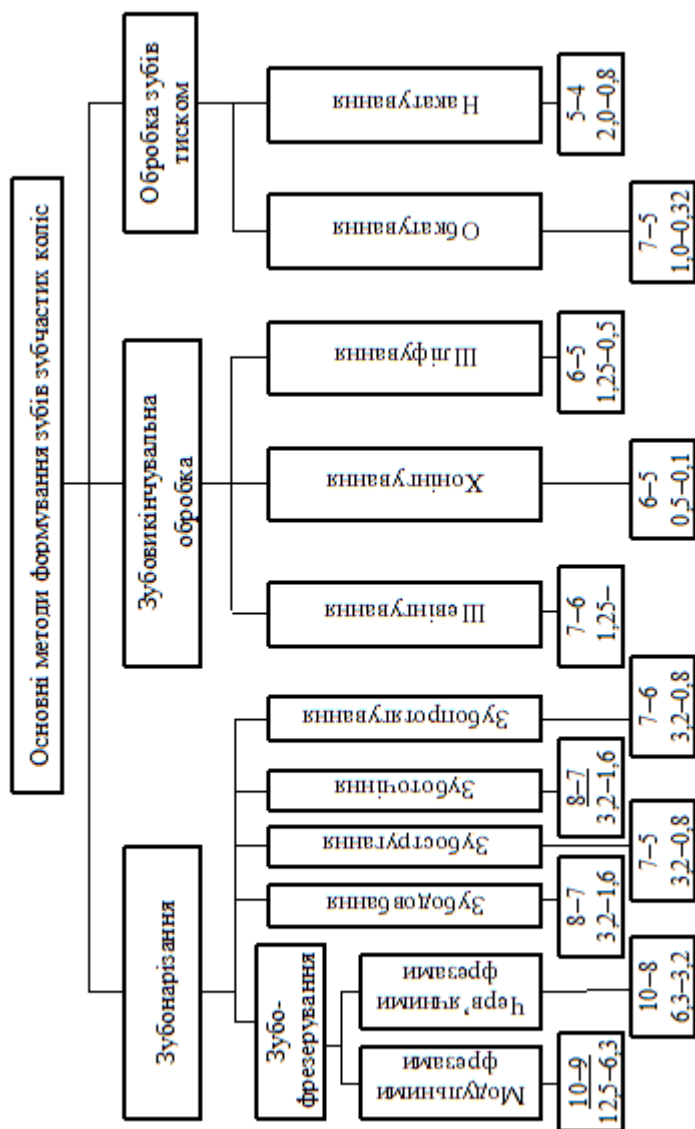 Основні методи формування зубів зубчастих коліс
Зубонарізання
Зубовикінчувальна
обробка
Обробка зубів
тиском
Зубо-
фрезерування
Модульними
фрезами
Черв’ячними
фрезами
Зубодовбання
Зубостругання
Зуботочіння
Зубопротягування
Шевінгування
Хонінгування
Шліфування
Обкатування
Накатування
10–9
12,5–6,3
10–8
6,3–3,2
8–7
3,2–1,6
7–5
3,2–0,8
8–7
3,2–1,6
7–6
3,2–0,8
7–6
1,25–
6–5
0,5–0,1
6–5
1,25–0,5
7–5
1,0–0,32
5–4
2,0–0,8